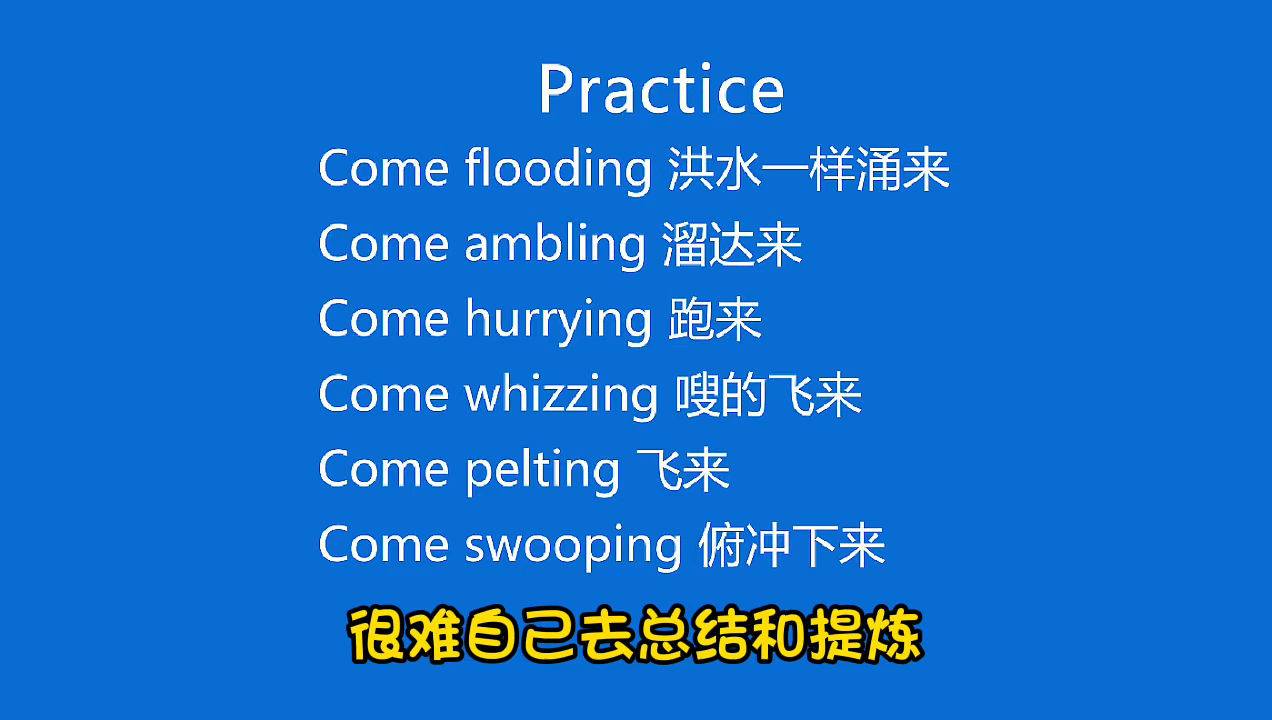 Practice
Come flooding 洪水一样涌来
Come ambling 溜达来
Come hurrying 跑来
Come whizzing 嗖的飞来
Come pelting 飞来
Come swooping 俯冲下来
很难自己去总结和提炼